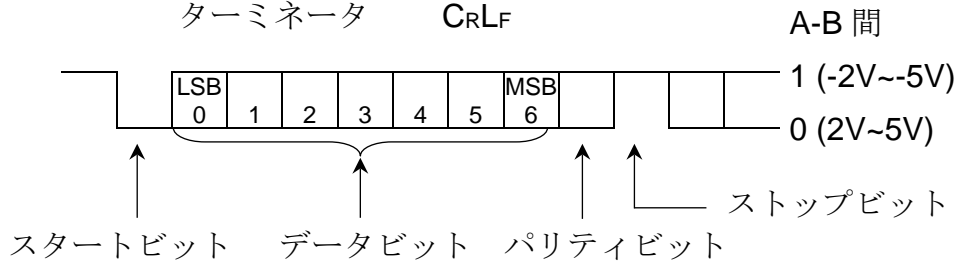 ターミネータ CRLF
A-B 間
1 (-2V~-5V)
LSB MSB
0 1 2 3 4 5 6
0 (2V~5V)
ストップビット
スタートビット データビット パリティビット